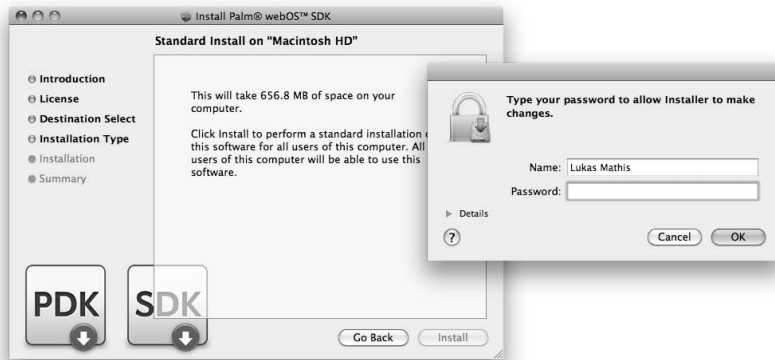 Install Palm® webOS™ SDK
Standard Install on “Macintosh HD”
Introduction
License
Destination Select
Installation Type
Installation
Summary
This will take 656.8 MB of space on your
computer.
Click Install to perform a standard installation
this software for all users of this computer. All
users of this computer will be able to use this
software.
PDK
SDK
Go Back
Install
Type your password to allow Installer to make
changes.
Name: Lukas Mathis
Password:
Details
?
Cancel
OK